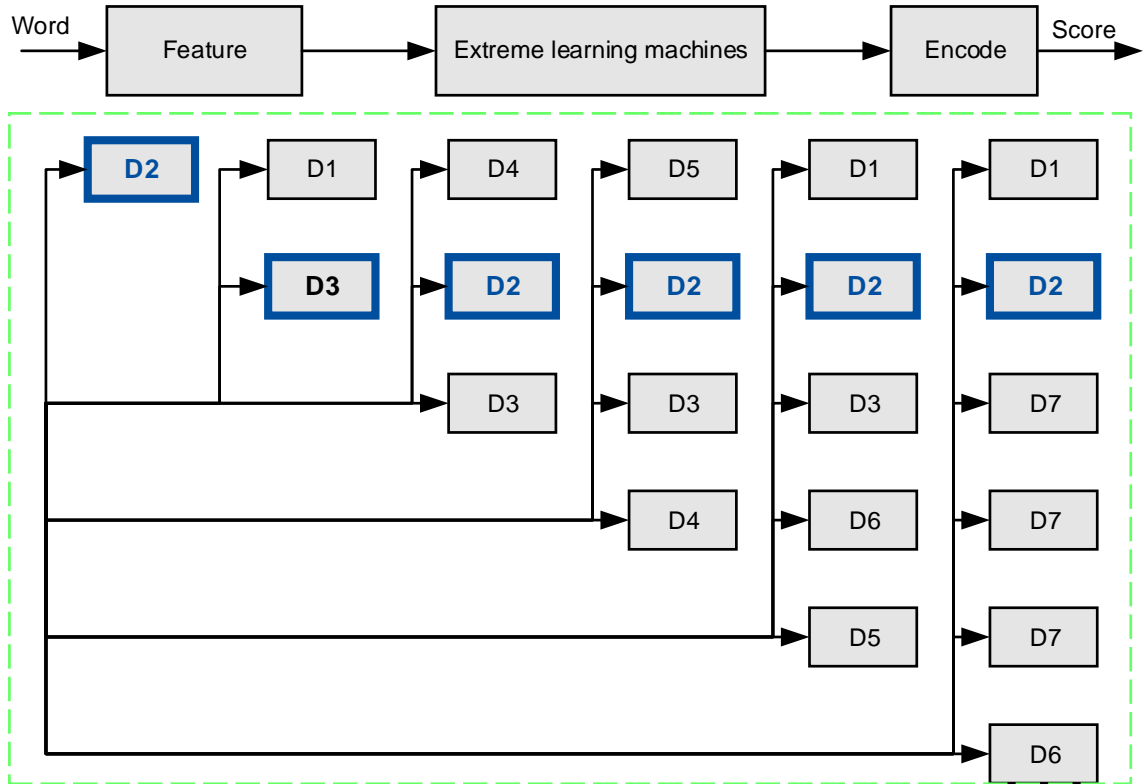 Word
Feature
Extreme learning machines
Encode
Score
D2 D1 D4 D5 D1 D1
D3 D2 D2 D2 D2
D3 D3 D3 D7
D4 D6 D7
D5 D7
D6